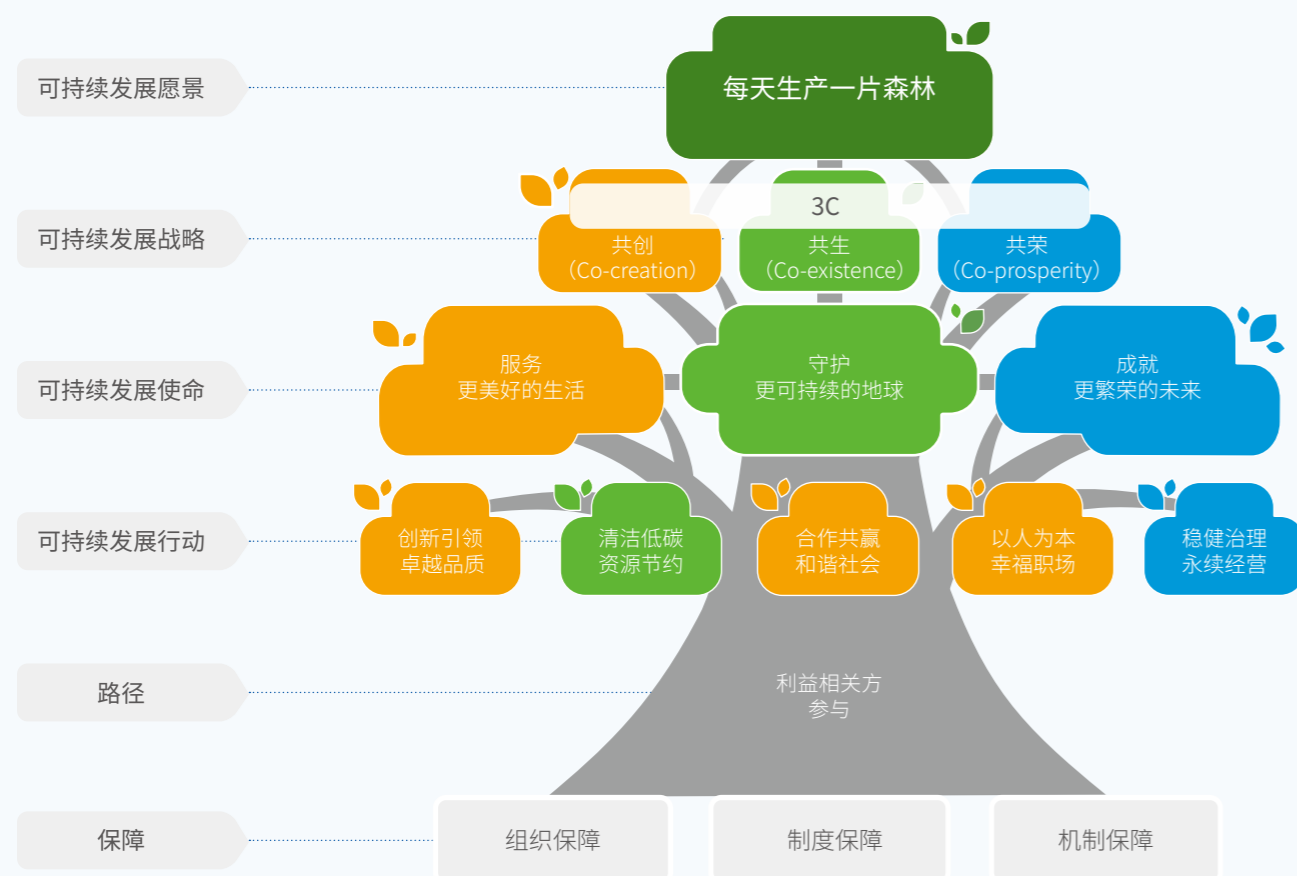 可持续发展愿景
每天生产一片森林
可持续发展战略
3C
共创
（Co-creation）
共生
（Co-existence）
共荣
（Co-prosperity）
可持续发展使命
服务
更美好的生活
守护
更可持续的地球
成就
更繁荣的未来
可持续发展行动
创新引领
卓越品质
清洁低碳
资源节约
合作共赢
和谐社会
以人为本
幸福职场
稳健治理
永续经营
路径
利益相关方
参与
保障
组织保障
制度保障
机制保障